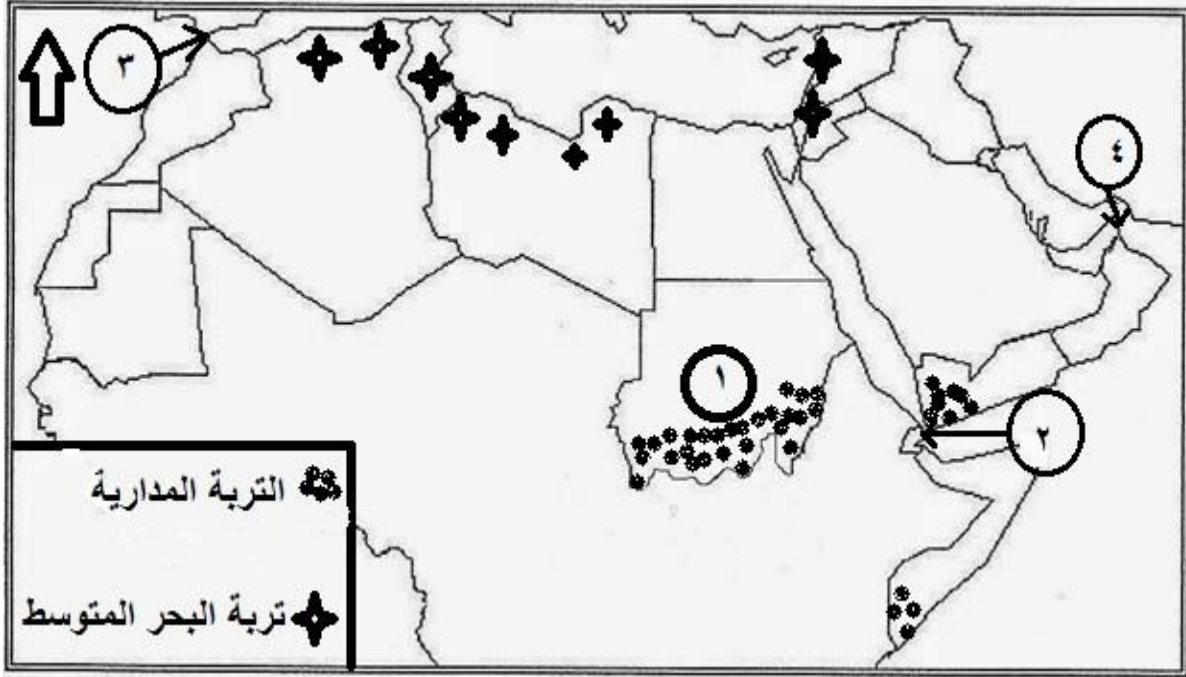 ٣
٤
١
٢
التربة المدارية
تربة البحر المتوسط